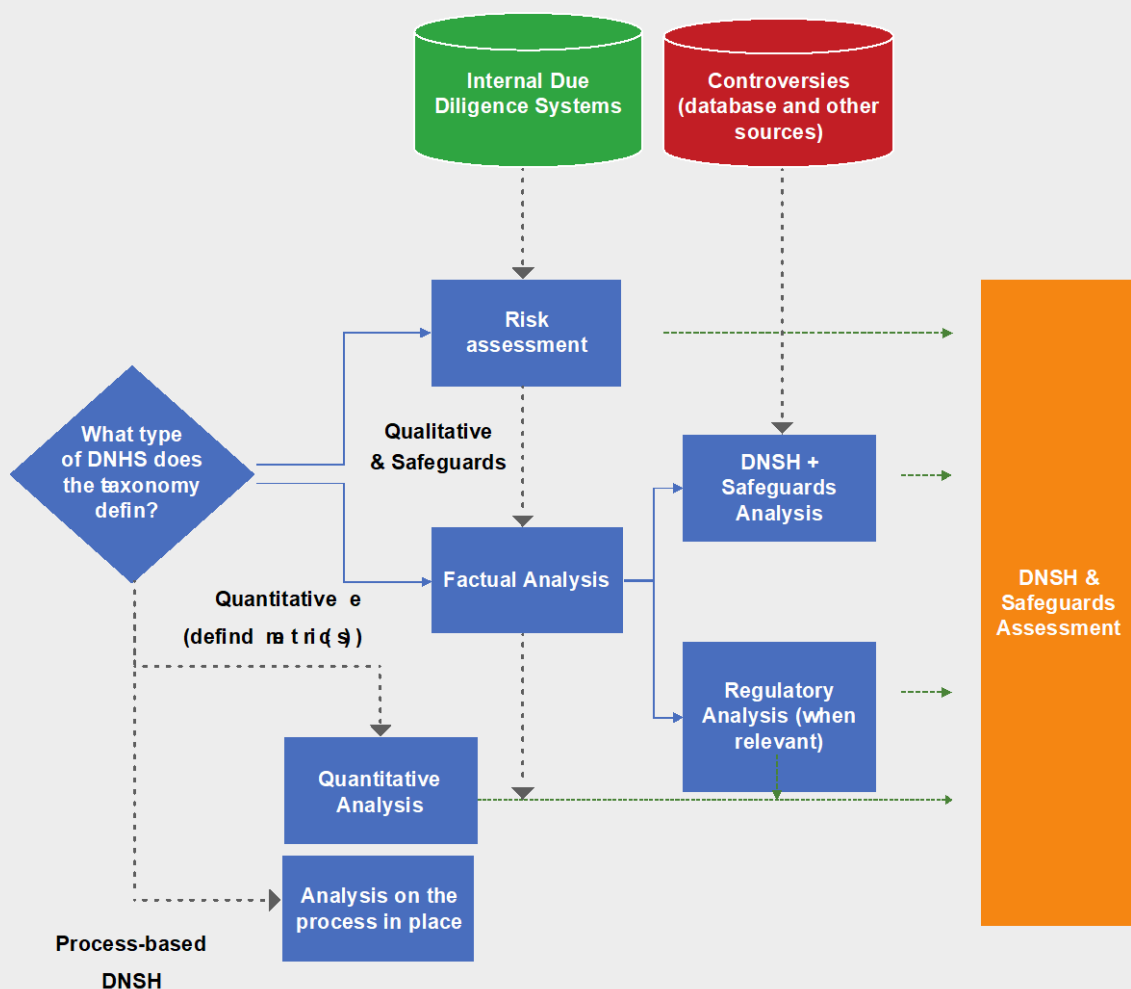 Internal Due
Diligence Systems
Controversies
(database and other
sources)
Risk
assessment
What type
of DNHS does
the taxonomy
defin?
Qualitative
& Safeguards
DNSH +
Safeguards
Analysis
Factual Analysis
DNSH &
Safeguards
Assessment
Quantitative e
(defind metric(s))
Regulatory
Analysis (when
relevant)
Quantitative
Analysis
Analysis on the
process in place
Process-based
DNSH